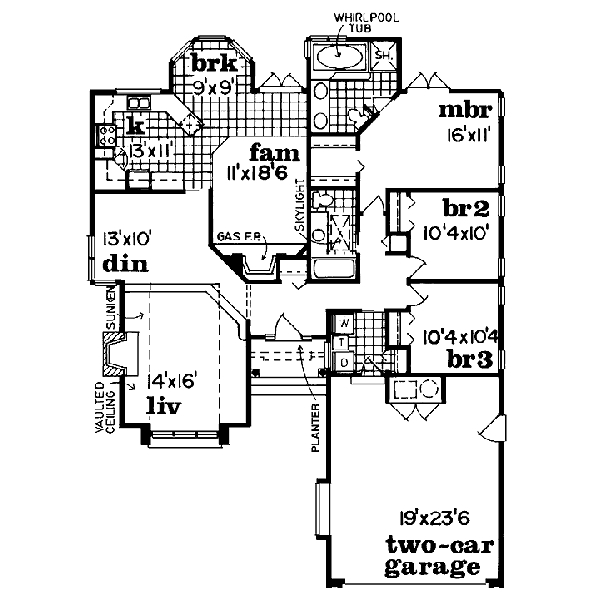 WHIRLPOOL
TUB
SH.
brk
9'x9'
mbr
16'x11'
k
13'x11'
fam
11'x18'6
SKYLIGHT
br2
10'4x10'
GAS F.P.
13'x10'
din
SUNKEN
W
T
D
10'4x10'4
br3
14'x16'
liv
VAULTED
CEILING
PLANTER
19'x23'6
two-car
garage